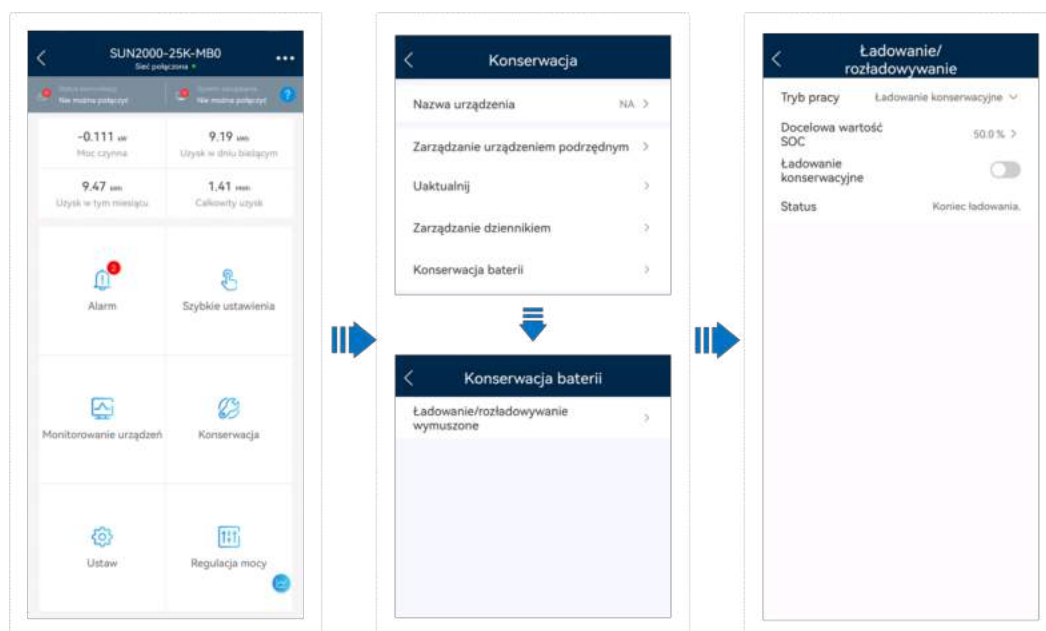 SUN2000-25K-MB0
Sieć połączona
Nie można połączyć
Nie można połączyć
-0.111 kW
Moc czynna
9.19 kWh
Uzysk w dniu bieżącym
9.47 kWh
Uzysk w tym miesiącu
1.41 MWh
Całkowity uzysk
2
Alarm
Szybkie ustawienia
Monitorowanie urządzeń
Konserwacja
Ustaw
Regulacja mocy
Konserwacja
Nazwa urządzenia NA
Zarządzanie urządzeniem podrzędnym
Uaktualnij
Zarządzanie dziennikiem
Konserwacja baterii
Konserwacja baterii
Ładowanie/rozładowywanie
wymuszone
Ładowanie/
rozładowywanie
Tryb pracy Ładowanie konserwacyjne
Docelowa wartość
SOC 50.0 %
Ładowanie
konserwacyjne
Status Koniec ładowania.